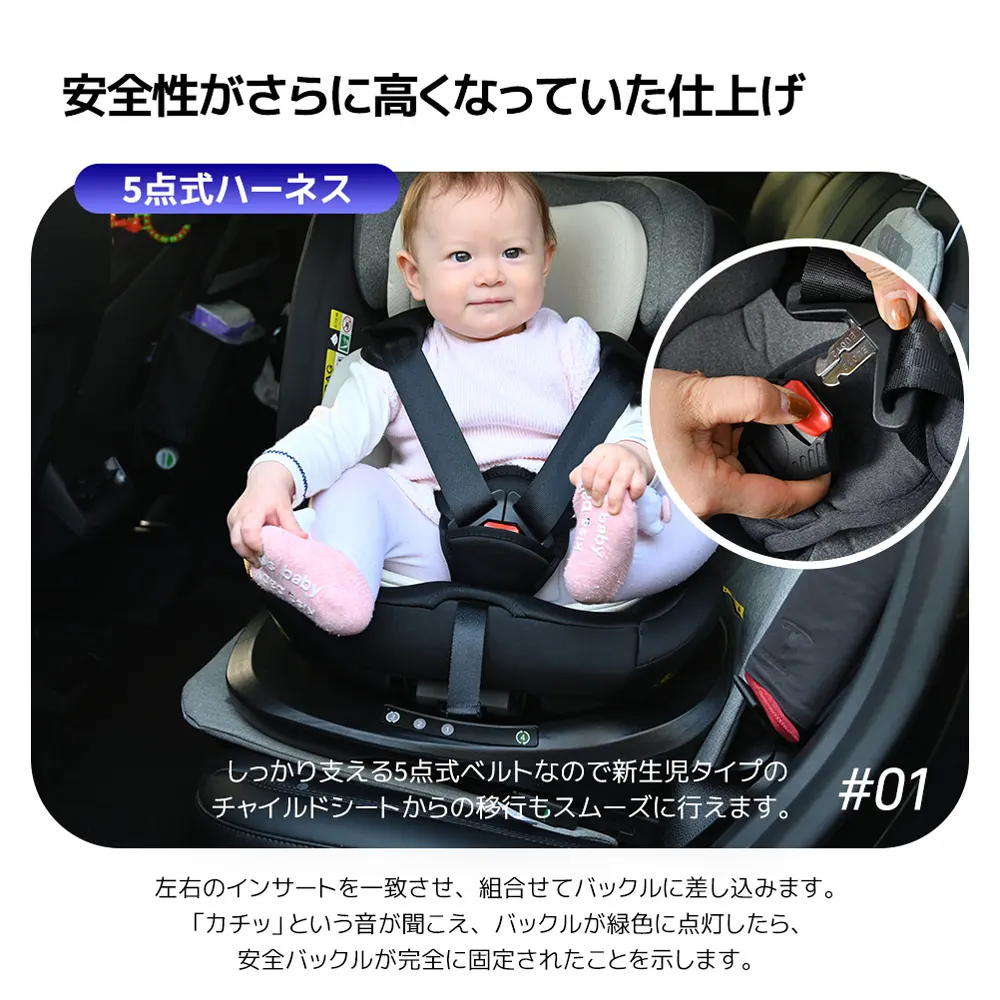 安全性がさらに高くなっていた仕上げ
5点式ハーネス
kiss baby
baby
しっかり支える5点式ベルトなので新生児タイプの
チャイルドシートからの移行もスムーズに行えます。
#01
左右のインサートを一致させ、組合せてバックルに差し込みます。
「カチッ」という音が聞こえ、バックルが緑色に点灯したら、
安全バックルが完全に固定されたことを示します。